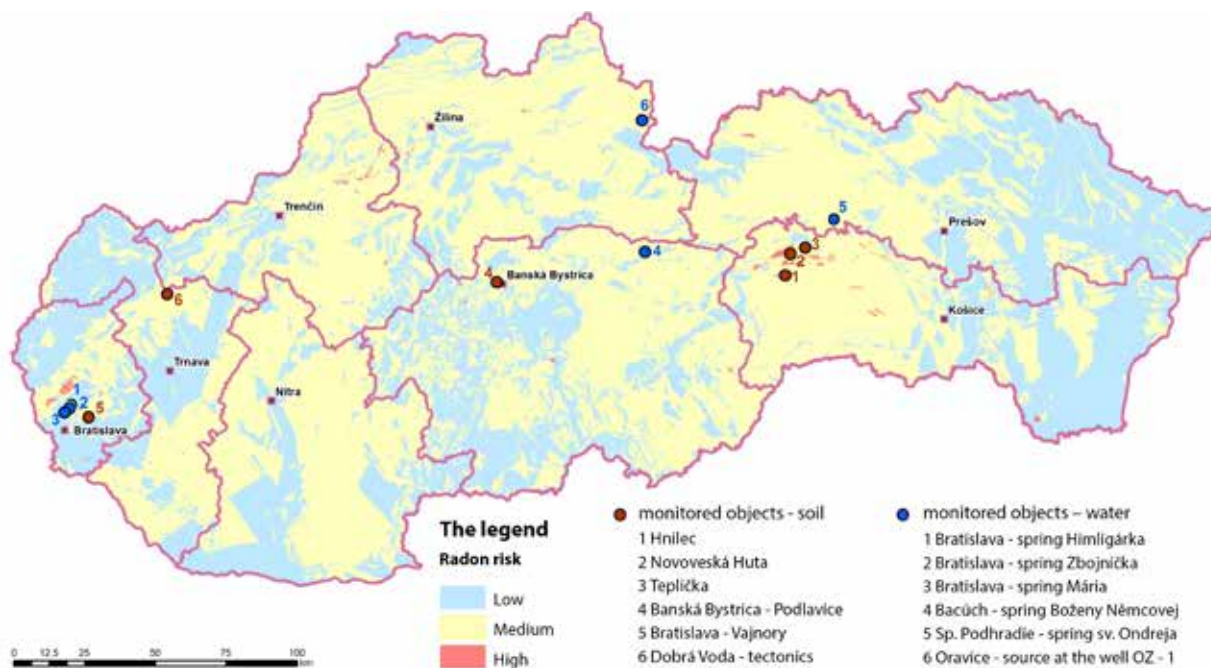 6
Žilina
Trenčín
5
Prešov
3
4
2
4
Banská Bystrica
1
6
Košice
Trnava
Nitra
1
2
3
5
Bratislava
The legend
Radon risk
Low
Medium
High
monitored objects - soil
1 Hnilec
2 Novoveská Huta
3 Teplička
4 Banská Bystrica - Podlavice
5 Bratislava - Vajnory
6 Dobrá Voda - tectonics
monitored objects – water
1 Bratislava - spring Himligárka
2 Bratislava - spring Zbojníčka
3 Bratislava - spring Mária
4 Bacúch - spring Boženy Němcovej
5 Sp. Podhradie - spring sv. Ondreja
6 Oravice - source at the well OZ - 1
0 12.5 25 50 75 100
km